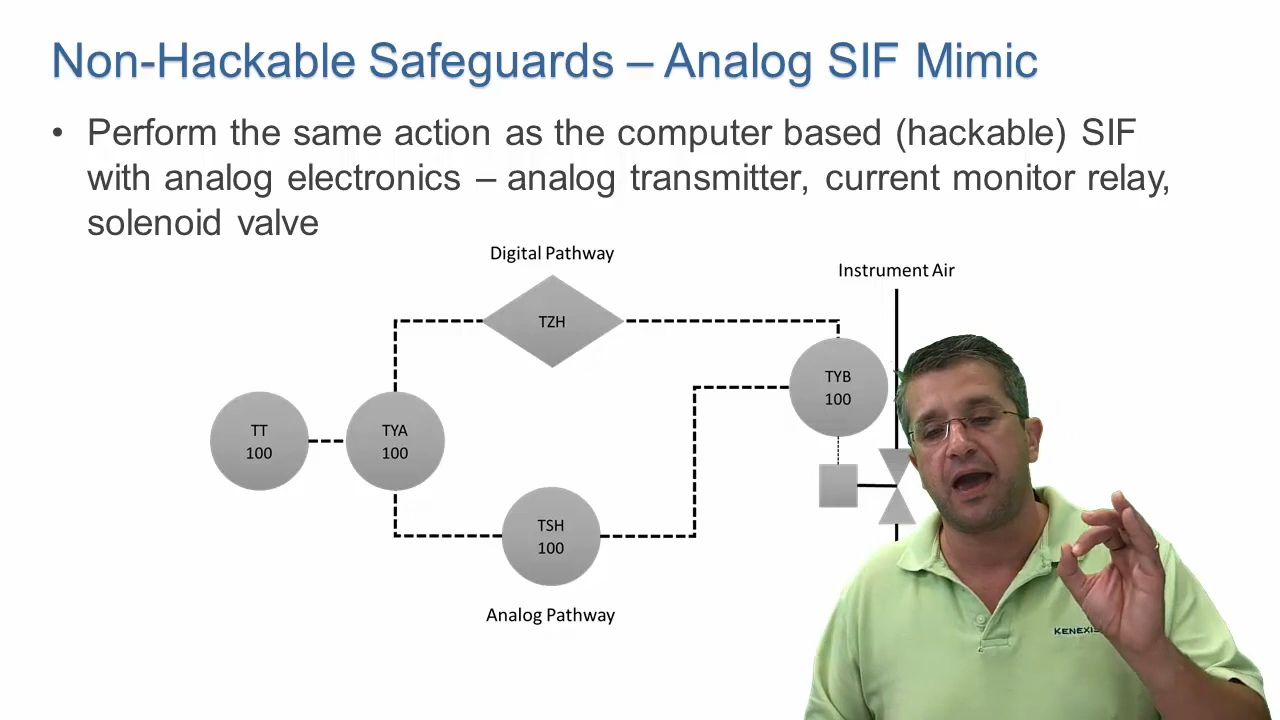 Non-Hackable Safeguards – Analog SIF Mimic
• Perform the same action as the computer based (hackable) SIF
with analog electronics – analog transmitter, current monitor relay,
solenoid valve
Digital Pathway
Instrument Air
TZH
TYB
100
TT
100
TYA
100
TSH
100
Analog Pathway